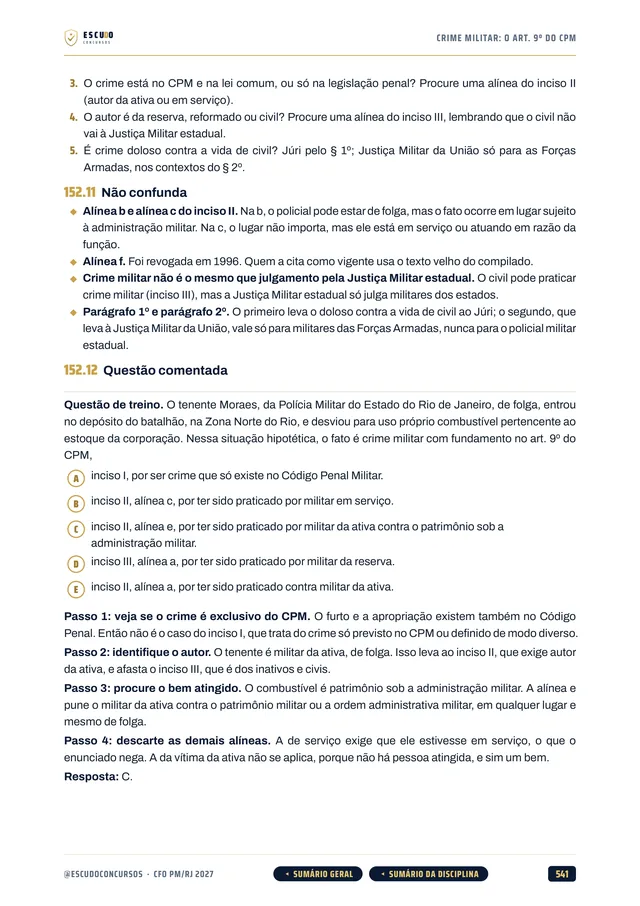 ESCUDO
CONCURSOS
CRIME MILITAR: O ART. 9º DO CPM
3. O crime está no CPM e na lei comum, ou só na legislação penal? Procure uma alínea do inciso II
(autor da ativa ou em serviço).
4. O autor é da reserva, reformado ou civil? Procure uma alínea do inciso III, lembrando que o civil não
vai à Justiça Militar estadual.
5. É crime doloso contra a vida de civil? Júri pelo § 1º; Justiça Militar da União só para as Forças
Armadas, nos contextos do § 2º.
152.11 Não confunda
◆ Alínea b e alínea c do inciso II. Na b, o policial pode estar de folga, mas o fato ocorre em lugar sujeito
à administração militar. Na c, o lugar não importa, mas ele está em serviço ou atuando em razão da
função.
◆ Alínea f. Foi revogada em 1996. Quem a cita como vigente usa o texto velho do compilado.
◆ Crime militar não é o mesmo que julgamento pela Justiça Militar estadual. O civil pode praticar
crime militar (inciso III), mas a Justiça Militar estadual só julga militares dos estados.
◆ Parágrafo 1º e parágrafo 2º. O primeiro leva o doloso contra a vida de civil ao Júri; o segundo, que
leva à Justiça Militar da União, vale só para militares das Forças Armadas, nunca para o policial militar
estadual.
152.12 Questão comentada
Questão de treino. O tenente Moraes, da Polícia Militar do Estado do Rio de Janeiro, de folga, entrou
no depósito do batalhão, na Zona Norte do Rio, e desviou para uso próprio combustível pertencente ao
estoque da corporação. Nessa situação hipotética, o fato é crime militar com fundamento no art. 9º do
CPM,
A inciso I, por ser crime que só existe no Código Penal Militar.
B inciso II, alínea c, por ter sido praticado por militar em serviço.
C inciso II, alínea e, por ter sido praticado por militar da ativa contra o patrimônio sob a
administração militar.
D inciso III, alínea a, por ter sido praticado por militar da reserva.
E inciso II, alínea a, por ter sido praticado contra militar da ativa.
Passo 1: veja se o crime é exclusivo do CPM. O furto e a apropriação existem também no Código
Penal. Então não é o caso do inciso I, que trata do crime só previsto no CPM ou definido de modo diverso.
Passo 2: identifique o autor. O tenente é militar da ativa, de folga. Isso leva ao inciso II, que exige autor
da ativa, e afasta o inciso III, que é dos inativos e civis.
Passo 3: procure o bem atingido. O combustível é patrimônio sob a administração militar. A alínea e
pune o militar da ativa contra o patrimônio militar ou a ordem administrativa militar, em qualquer lugar e
mesmo de folga.
Passo 4: descarte as demais alíneas. A de serviço exige que ele estivesse em serviço, o que o
enunciado nega. A da vítima da ativa não se aplica, porque não há pessoa atingida, e sim um bem.
Resposta: C.
@ESCUDOCONCURSOS · CFO PM/RJ 2027
SUMÁRIO GERAL
SUMÁRIO DA DISCIPLINA
541